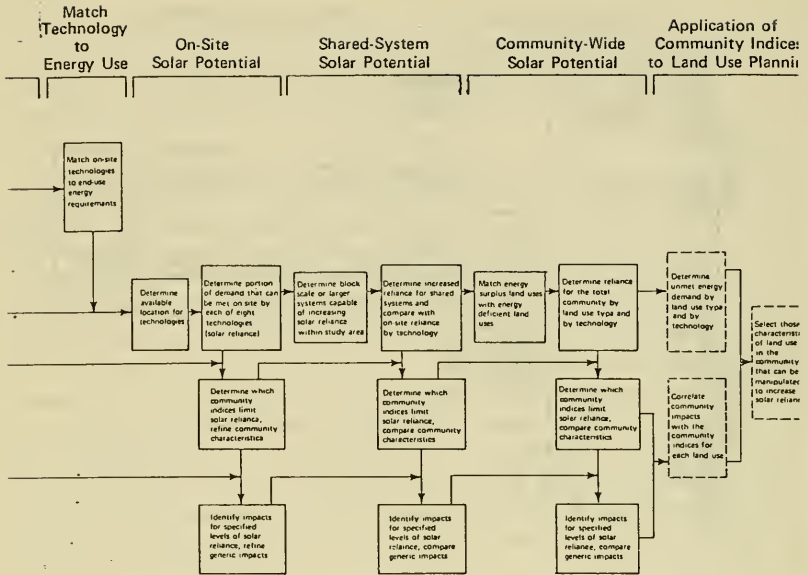 Match
Technology
to
Energy Use
On-Site
Solar Potential
Shared-System
Solar Potential
Community-Wide
Solar Potential
Application of
Community Indices
to Land Use Plannin
Match on-site
technologies
to end-use
energy
requirements
Determine
available
location for
technologies
Determine portion
of demand that can
be met on site by
each of eight
technologies
(solar reliance)
Determine block
scale or larger
systems capable
of increasing
solar reliance
within study area
Determine increased
reliance for shared
systems and
compare with
on-site reliance
by technology
Match energy
surplus land uses
with energy
deficient land
uses
Determine reliance
for the total
community by
land use type and
by technology
Determine
unmet energy
demand by
land use type
and by
technology
Select those
characteris
of land use
in the
community
that can be
manipulated
to increase
solar relianc
Determine which
community
indices limit
solar reliance,
refine community
characteristics
Determine which
community
indices limit
solar reliance,
compare community
characteristics
Determine which
community
indices limit
solar reliance,
compare community
characteristics
Correlate
community
impacts
with the
community
indices for
each land use
Identify impacts
for specified
levels of solar
reliance, refine
generic impacts
Identify impacts
for specified
levels of solar
relaince, compare
generic impacts
Identify impacts
for specified
levels of solar
reliance, compare
generic impacts